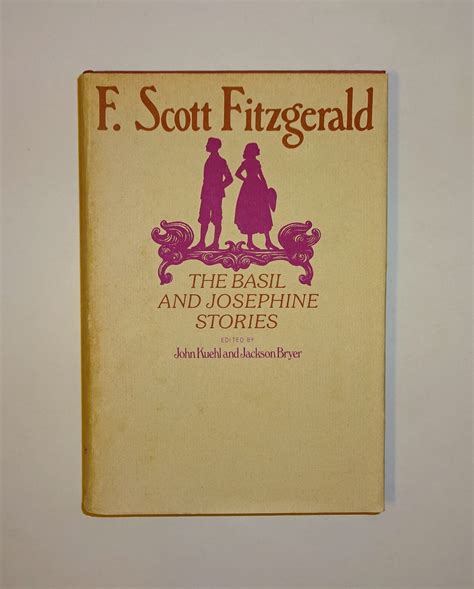 F. Scott Fitzgerald
THE BASIL
AND JOSEPHINE
STORIES
EDITED BY
John Kuehl and Jackson Bryer